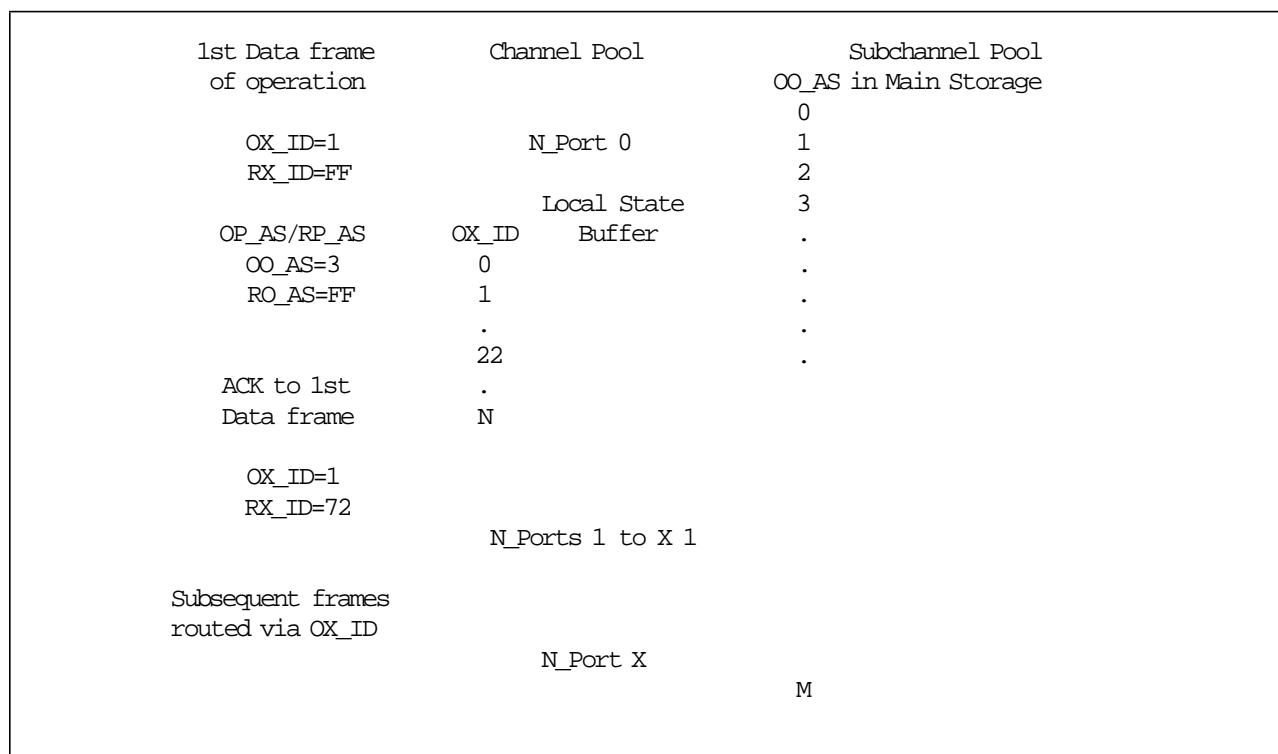 1st Data frame Channel Pool Subchannel Pool
of operation OO_AS in Main Storage
0
OX_ID=1 N_Port 0 1
RX_ID=FF 2
Local State 3
OP_AS/RP_AS OX_ID Buffer .
OO_AS=3 0 .
RO_AS=FF 1 .
. .
22 .
ACK to 1st .
Data frame N
OX_ID=1
RX_ID=72
N_Ports 1 to X 1
Subsequent frames
routed via OX_ID
N_Port X
M